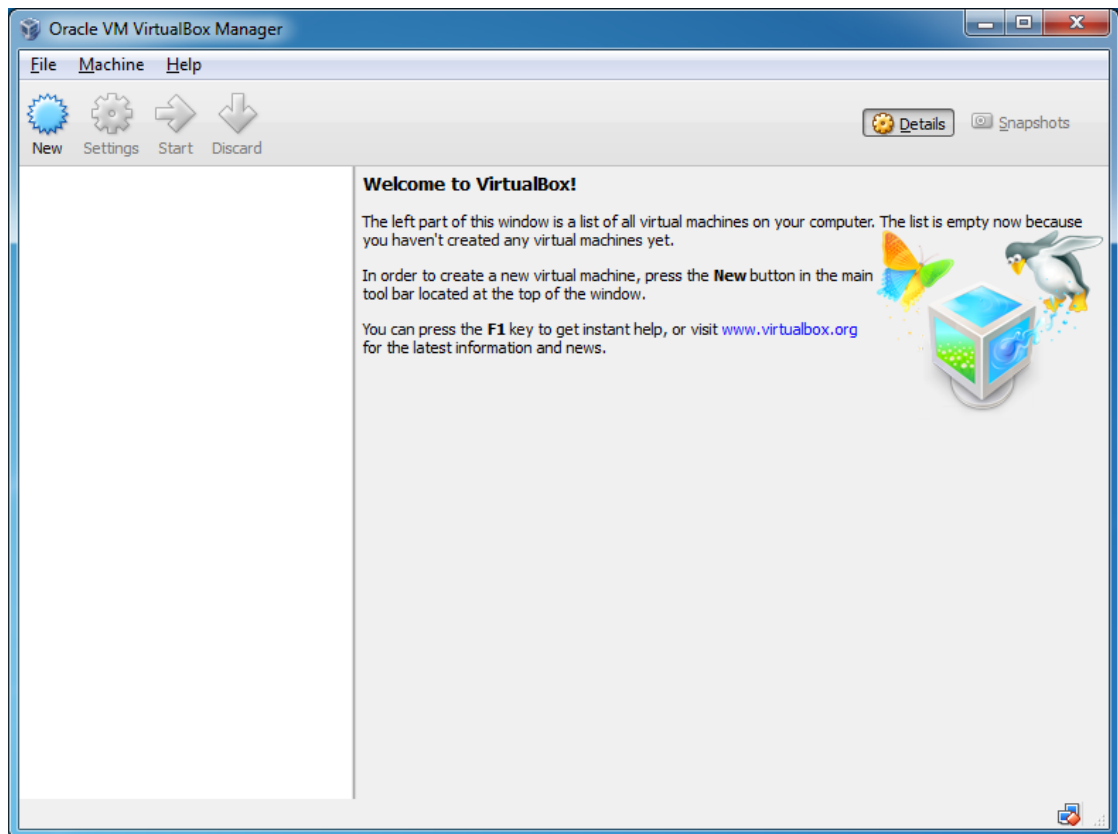 Oracle VM VirtualBox Manager
File Machine Help
New Settings Start Discard
Details Snapshots
Welcome to VirtualBox!
The left part of this window is a list of all virtual machines on your computer. The list is empty now because
you haven't created any virtual machines yet.
In order to create a new virtual machine, press the New button in the main
tool bar located at the top of the window.
You can press the F1 key to get instant help, or visit www.virtualbox.org
for the latest information and news.